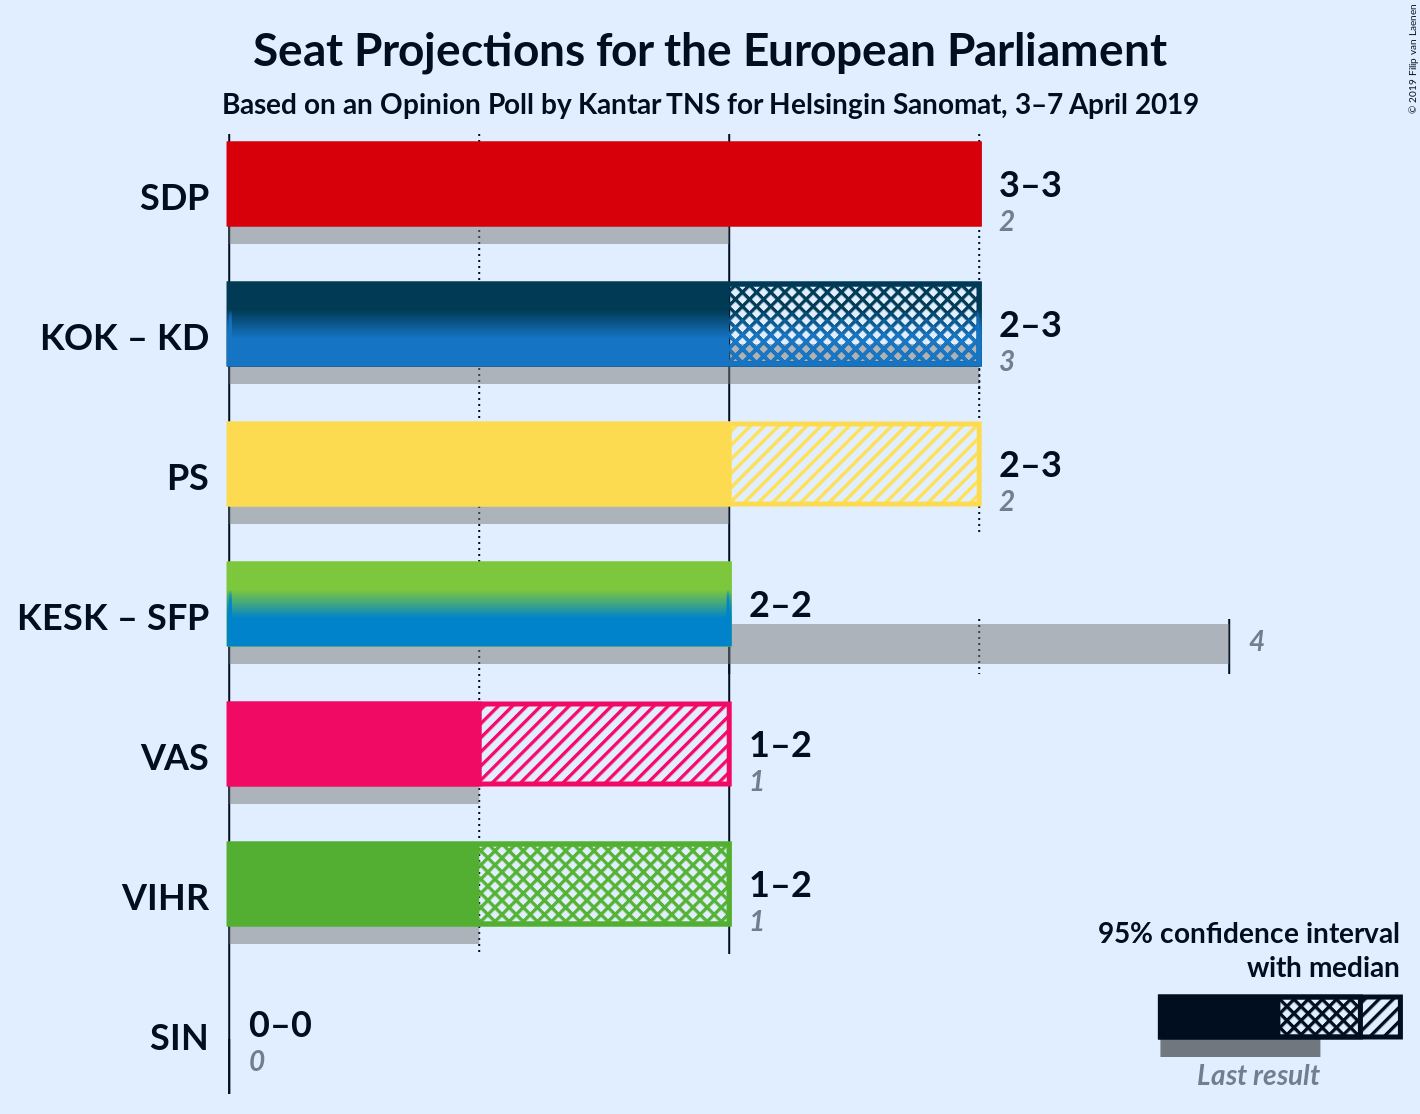 Seat Projections for the European Parliament
Based on an Opinion Poll by Kantar TNS for Helsingin Sanomat, 3–7 April 2019
© 2019 Filip van Laenen
SDP
3–3
2
KOK – KD
2–3
3
PS
2–3
2
KESK – SFP
2–2
4
VAS
1–2
1
VIHR
1–2
1
SIN
0–0
0
95% confidence interval
with median
Last result